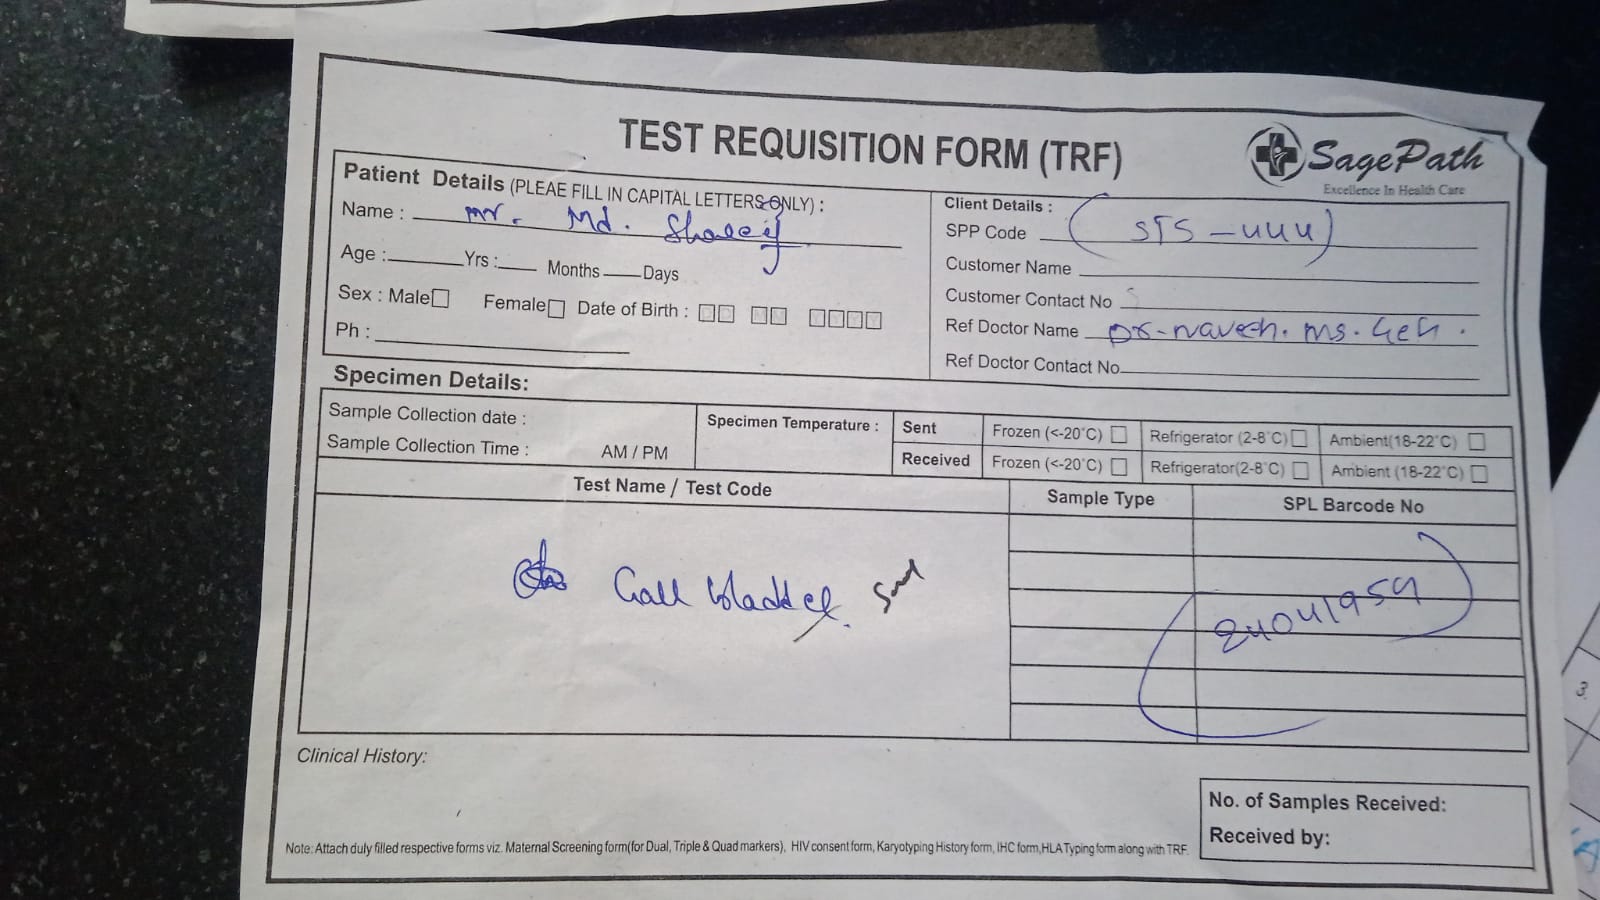 TEST REQUISITION FORM (TRF)
SagePath
Excellence In Health Care
Patient Details (PLEAE FILL IN CAPITAL LETTERS ONLY) :
Name : mr. Md. Shareef
Age : Yrs : Months Days
Sex : Male Female Date of Birth : D D M M Y Y Y Y
Ph :
Client Details :
SPP Code (STS-444)
Customer Name
Customer Contact No
Ref Doctor Name Dr. Naveen. ms. Gen.
Ref Doctor Contact No.
Specimen Details:
Sample Collection date :
Sample Collection Time : AM / PM
Specimen Temperature :
Sent Frozen (<-20°C) Refrigerator (2-8°C) Ambient(18-22°C)
Received Frozen (<-20°C) Refrigerator(2-8°C) Ambient (18-22°C)
Test Name / Test Code Sample Type SPL Barcode No
Gall bladder.
24041959
Clinical History:
No. of Samples Received:
Received by:
Note: Attach duly filled respective forms viz. Maternal Screening form(for Dual, Triple & Quad markers), HIV consent form, Karyotyping History form, IHC form,HLA Typing form along with TRF.
3.